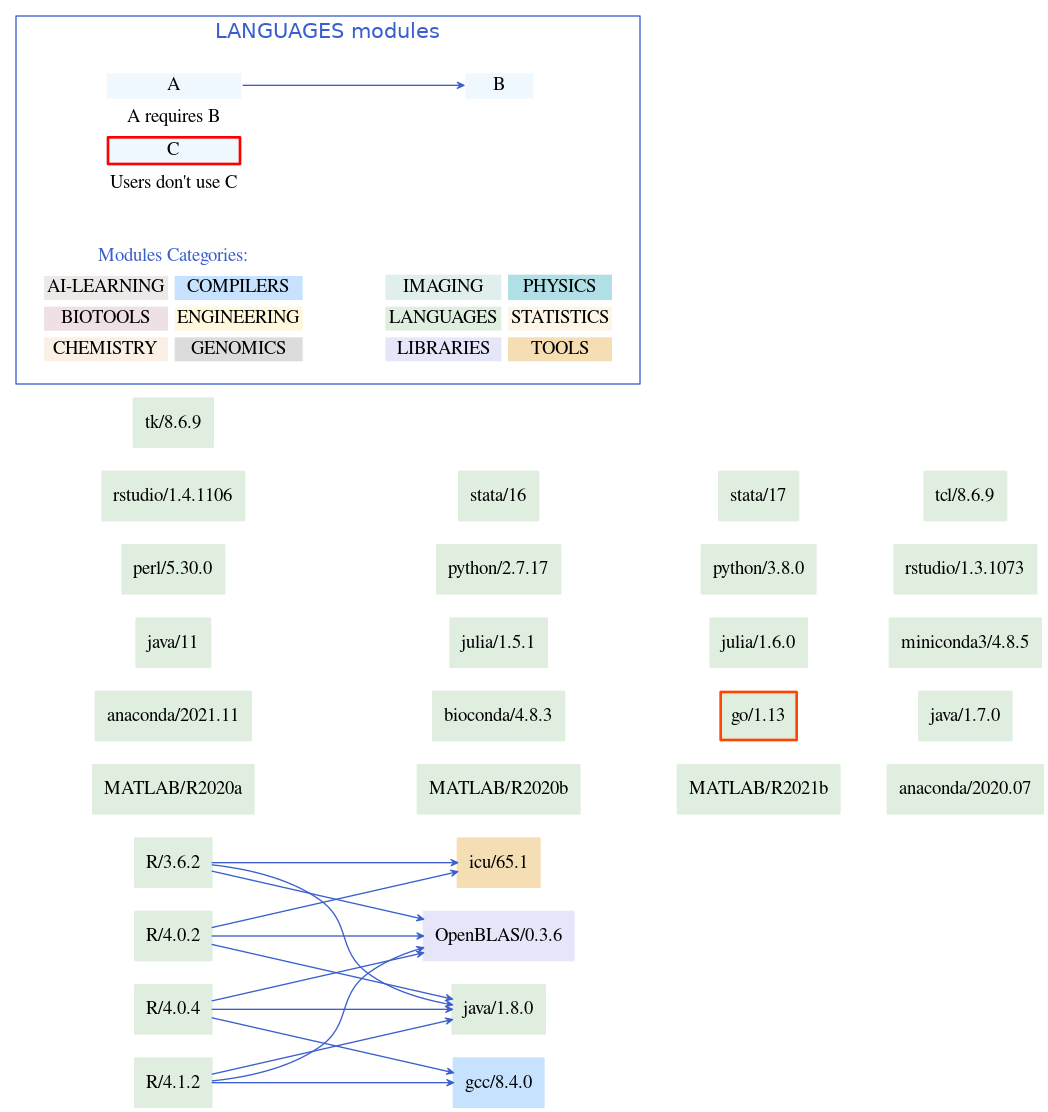 LANGUAGES modules
A
B
A requires B
C
Users don't use C
Modules Categories:
AI-LEARNING COMPILERS IMAGING PHYSICS
BIOTOOLS ENGINEERING LANGUAGES STATISTICS
CHEMISTRY GENOMICS LIBRARIES TOOLS
tk/8.6.9
rstudio/1.4.1106 stata/16 stata/17 tcl/8.6.9
perl/5.30.0 python/2.7.17 python/3.8.0 rstudio/1.3.1073
java/11 julia/1.5.1 julia/1.6.0 miniconda3/4.8.5
anaconda/2021.11 bioconda/4.8.3 go/1.13 java/1.7.0
MATLAB/R2020a MATLAB/R2020b MATLAB/R2021b anaconda/2020.07
R/3.6.2 icu/65.1
R/4.0.2 OpenBLAS/0.3.6
R/4.0.4 java/1.8.0
R/4.1.2 gcc/8.4.0